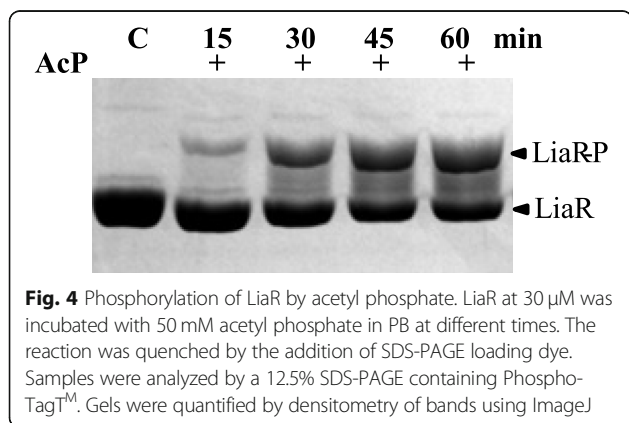 C 15 30 45 60 min
AcP + + + +
LiaR-P
LiaR
Fig. 4 Phosphorylation of LiaR by acetyl phosphate. LiaR at 30 μM was
incubated with 50 mM acetyl phosphate in PB at different times. The
reaction was quenched by the addition of SDS-PAGE loading dye.
Samples were analyzed by a 12.5% SDS-PAGE containing Phospho-
TagTᴹ. Gels were quantified by densitometry of bands using ImageJ